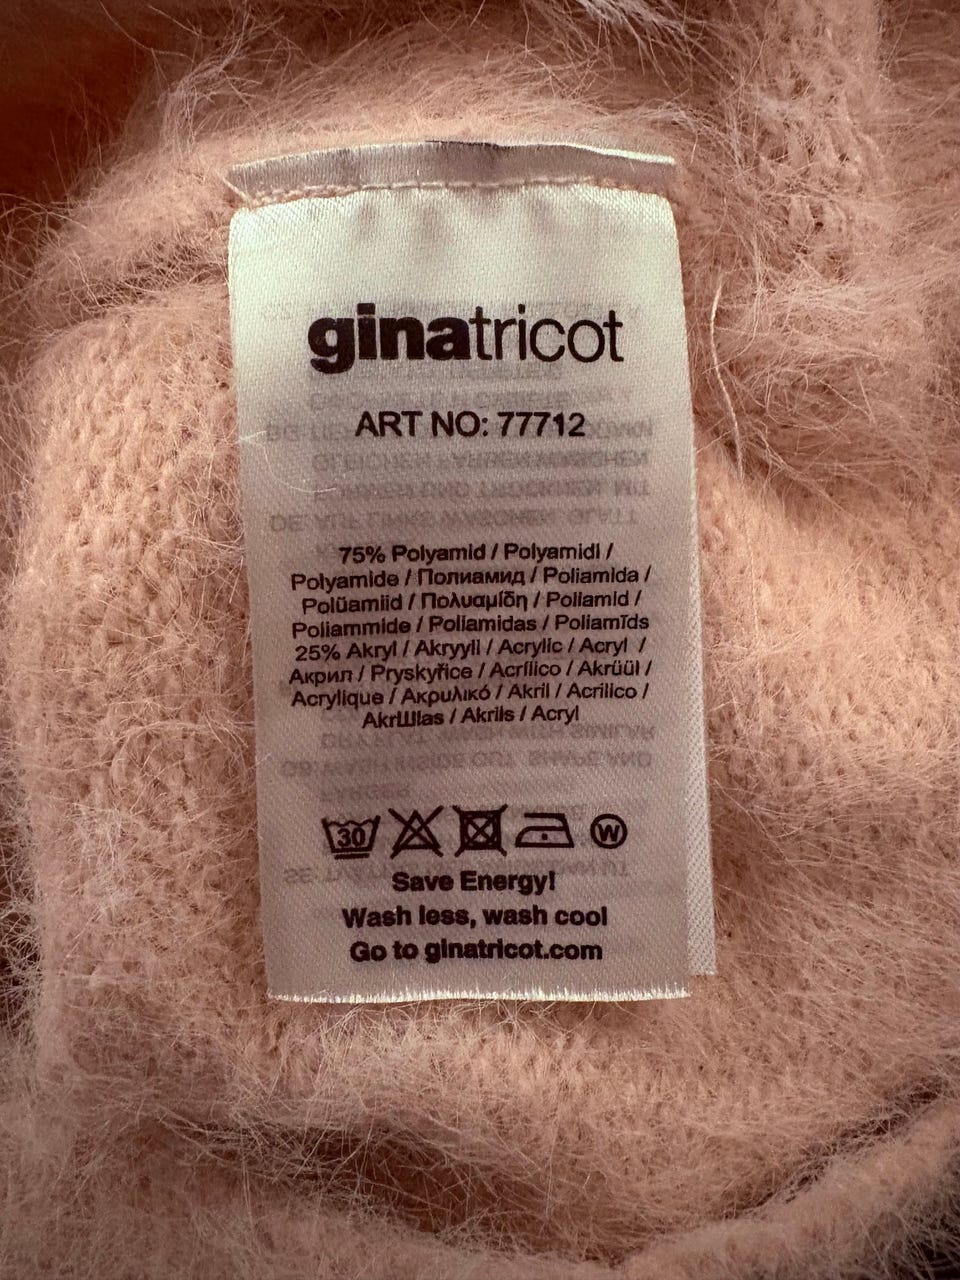 ginatricot
ART NO: 77712
75% Polyamid / Polyamidi /
Polyamide / Полиамид / Poliamida /
Polüamiid / Πολυαμίδη / Poliamid /
Poliammide / Poliamidas / Poliamīds
25% Akryl / Akryyli / Acrylic / Acryl /
Акрил / Pryskyřice / Acrílico / Akrüül /
Acrylique / Ακρυλικό / Akril / Acrilico /
AkrШlas / Akrils / Acryl
30 W
Save Energy!
Wash less, wash cool
Go to ginatricot.com